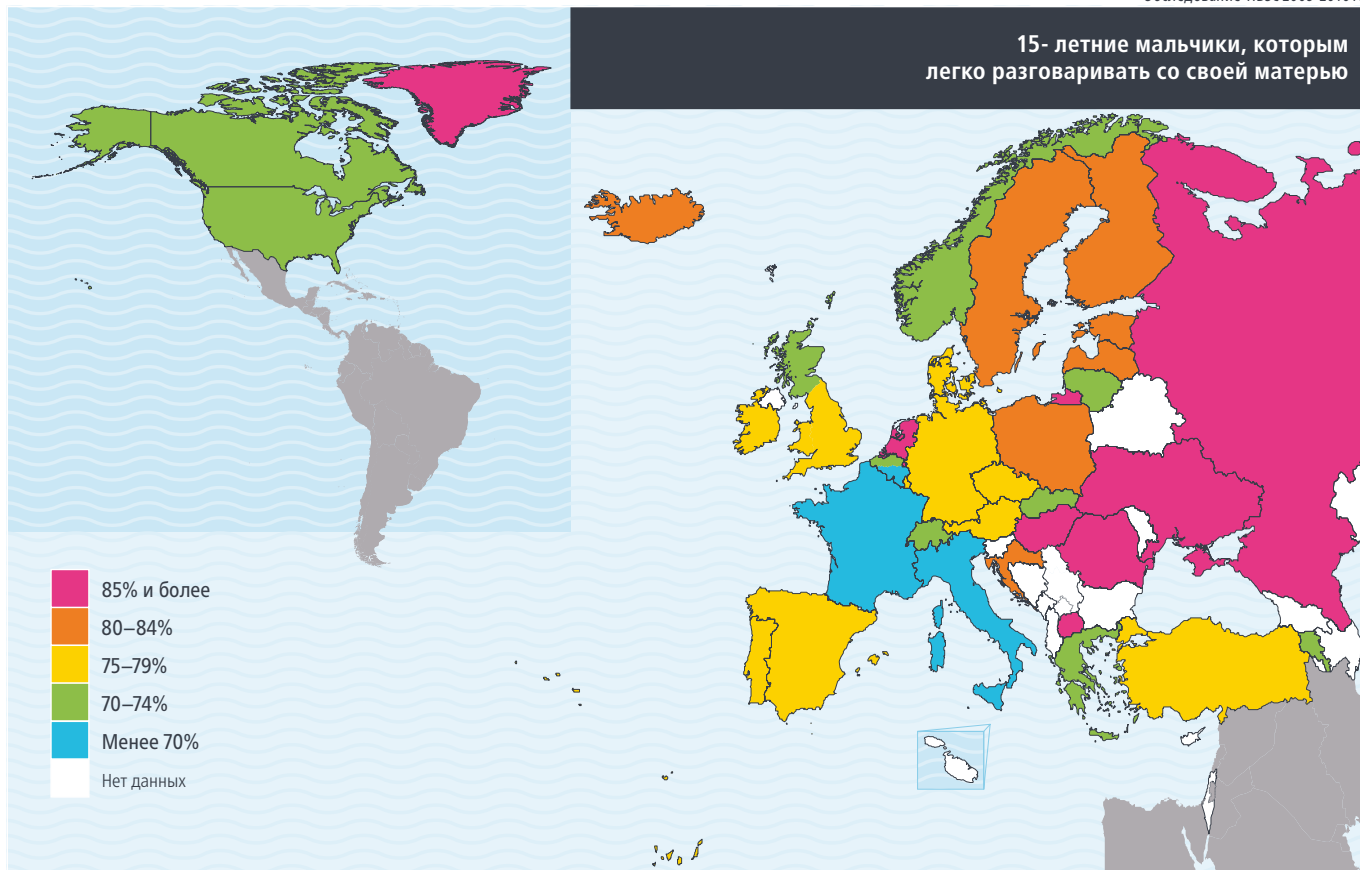 15- летние мальчики, которым
легко разговаривать со своей матерью
85% и более
80–84%
75–79%
70–74%
Менее 70%
Нет данных